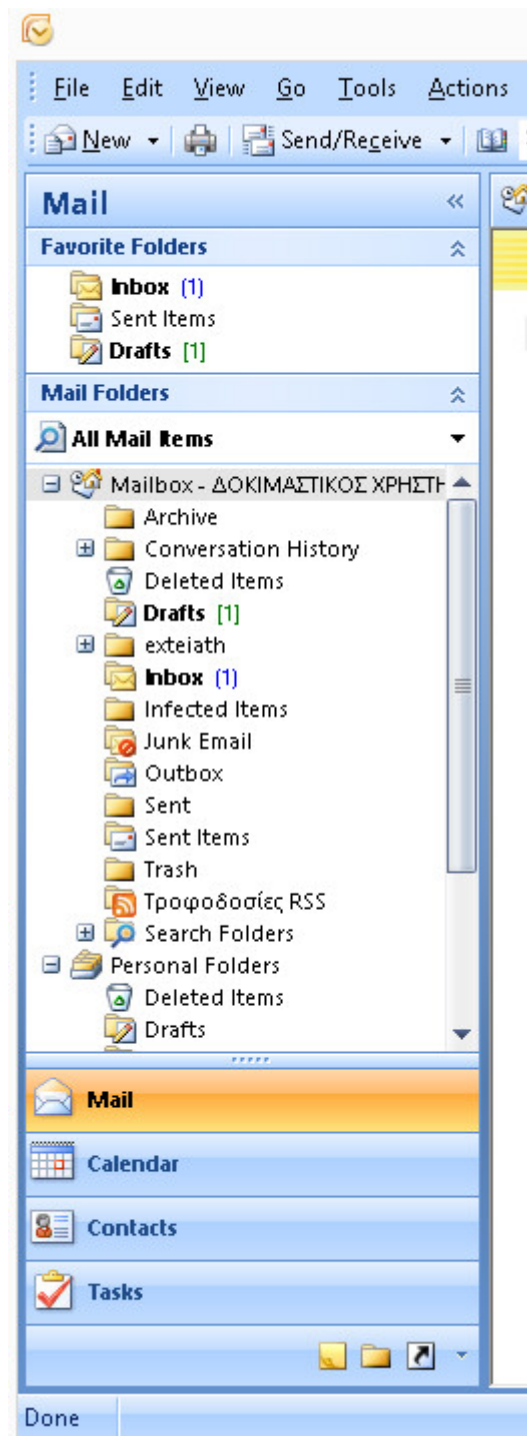 File Edit View Go Tools Actions
New Send/Receive
Mail
Favorite Folders
Inbox (1)
Sent Items
Drafts [1]
Mail Folders
All Mail Items
Mailbox - ΔΟΚΙΜΑΣΤΙΚΟΣ ΧΡΗΣΤΗ
Archive
Conversation History
Deleted Items
Drafts [1]
exteiath
Inbox (1)
Infected Items
Junk Email
Outbox
Sent
Sent Items
Trash
Τροφοδοσίες RSS
Search Folders
Personal Folders
Deleted Items
Drafts
Mail
Calendar
Contacts
Tasks
Done